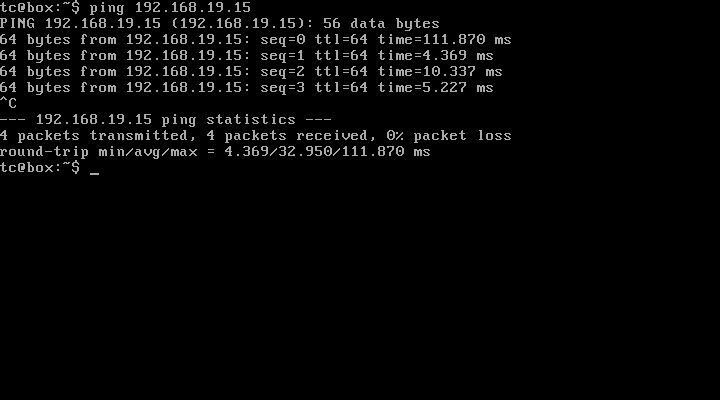 tc@box:~$ ping 192.168.19.15
PING 192.168.19.15 (192.168.19.15): 56 data bytes
64 bytes from 192.168.19.15: seq=0 ttl=64 time=111.870 ms
64 bytes from 192.168.19.15: seq=1 ttl=64 time=4.369 ms
64 bytes from 192.168.19.15: seq=2 ttl=64 time=10.337 ms
64 bytes from 192.168.19.15: seq=3 ttl=64 time=5.227 ms
^C
--- 192.168.19.15 ping statistics ---
4 packets transmitted, 4 packets received, 0% packet loss
round-trip min/avg/max = 4.369/32.950/111.870 ms
tc@box:~$ _